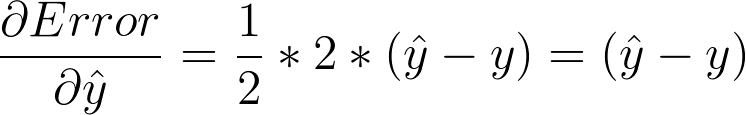 ∂Error/∂ŷ = 1/2 * 2 * (ŷ − y) = (ŷ − y)